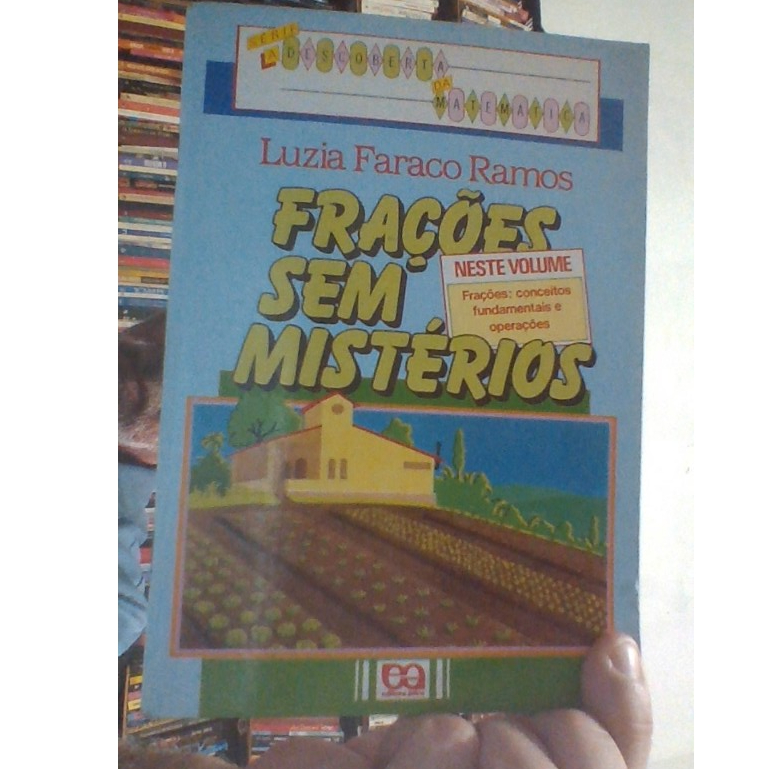 SÉRIE
A DESCOBERTA
DA
MATEMÁTICA
Luzia Faraco Ramos
FRAÇÕES
SEM
MISTÉRIOS
NESTE VOLUME
Frações: conceitos
fundamentais e
operações
editora ática